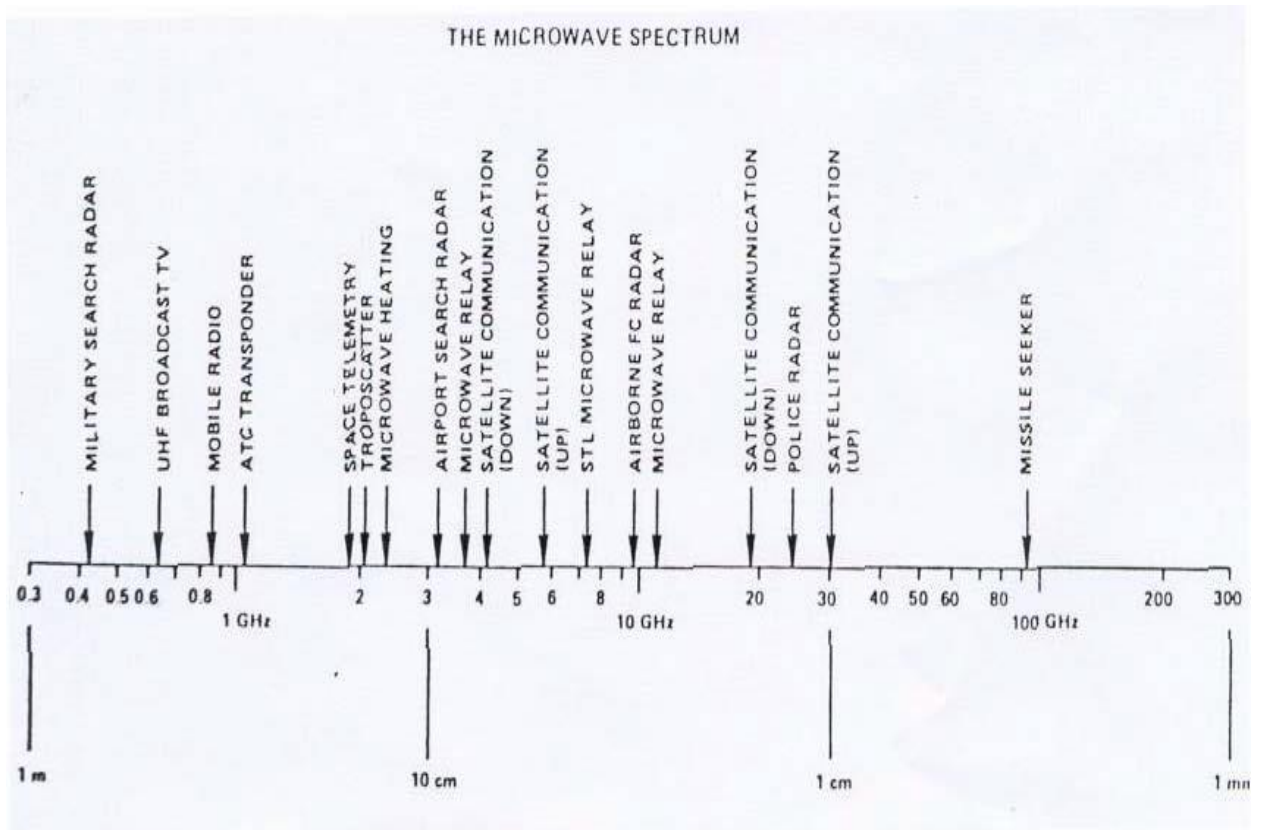 THE MICROWAVE SPECTRUM
MILITARY SEARCH RADAR
UHF BROADCAST TV
MOBILE RADIO
ATC TRANSPONDER
SPACE TELEMETRY
TROPOSCATTER
MICROWAVE HEATING
AIRPORT SEARCH RADAR
MICROWAVE RELAY
SATELLITE COMMUNICATION
(DOWN)
SATELLITE COMMUNICATION
(UP)
STL MICROWAVE RELAY
AIRBORNE FC RADAR
MICROWAVE RELAY
SATELLITE COMMUNICATION
(DOWN)
POLICE RADAR
SATELLITE COMMUNICATION
(UP)
MISSILE SEEKER
0.3 0.4 0.5 0.6 0.8 2 3 4 5 6 8 20 30 40 50 60 80 200 300
1 GHz 10 GHz 100 GHz
1 m 10 cm 1 cm 1 mm